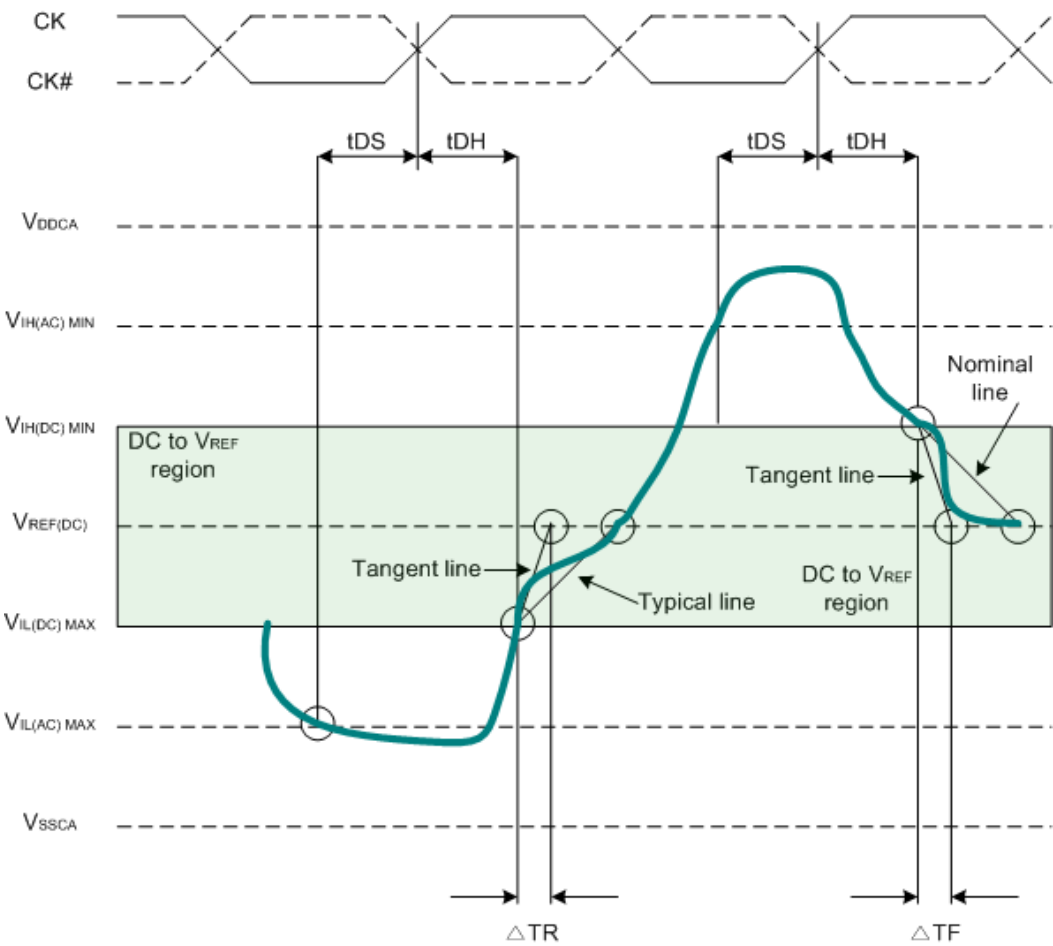 CK
CK#
tDS
tDH
tDS
tDH
VDDCA
VIH(AC) MIN
Nominal
line
VIH(DC) MIN
DC to VREF
region
Tangent line
VREF(DC)
Tangent line
DC to VREF
region
Typical line
VIL(DC) MAX
VIL(AC) MAX
VSSCA
△TR
△TF